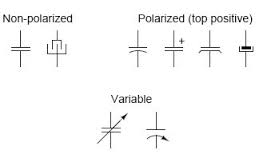 Non-polarized
Polarized (top positive)
+
Variable